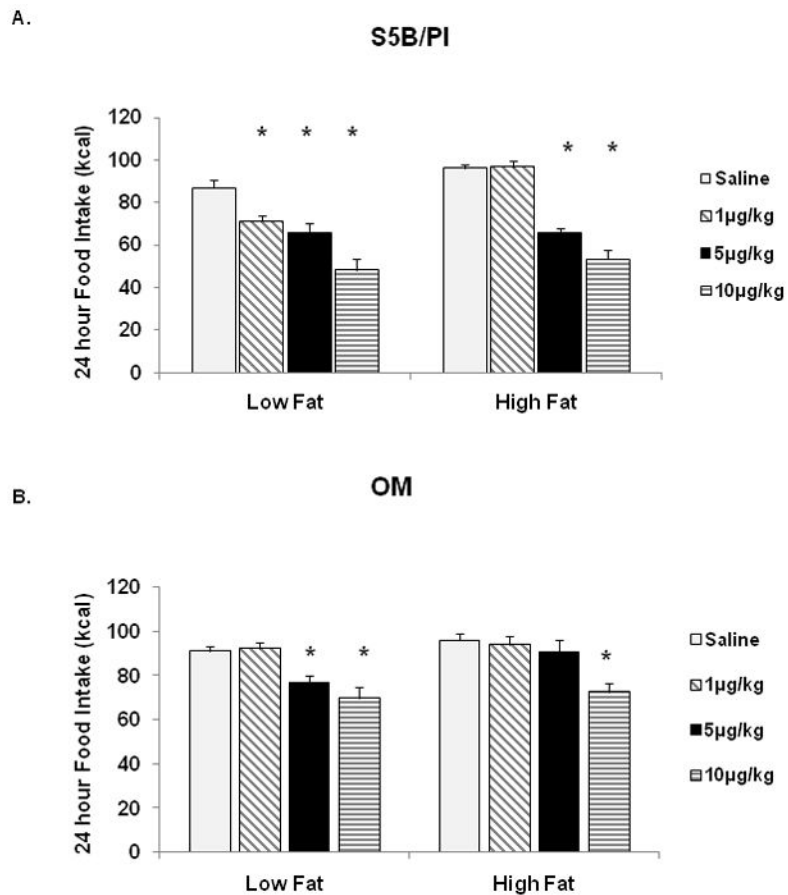 A.
S5B/PI
24 hour Food Intake (kcal)
120
100
80
60
40
20
0
* * *
* *
Low Fat
High Fat
Saline
1µg/kg
5µg/kg
10µg/kg
B.
OM
24 hour Food Intake (kcal)
120
100
80
60
40
20
0
* *
*
Low Fat
High Fat
Saline
1µg/kg
5µg/kg
10µg/kg